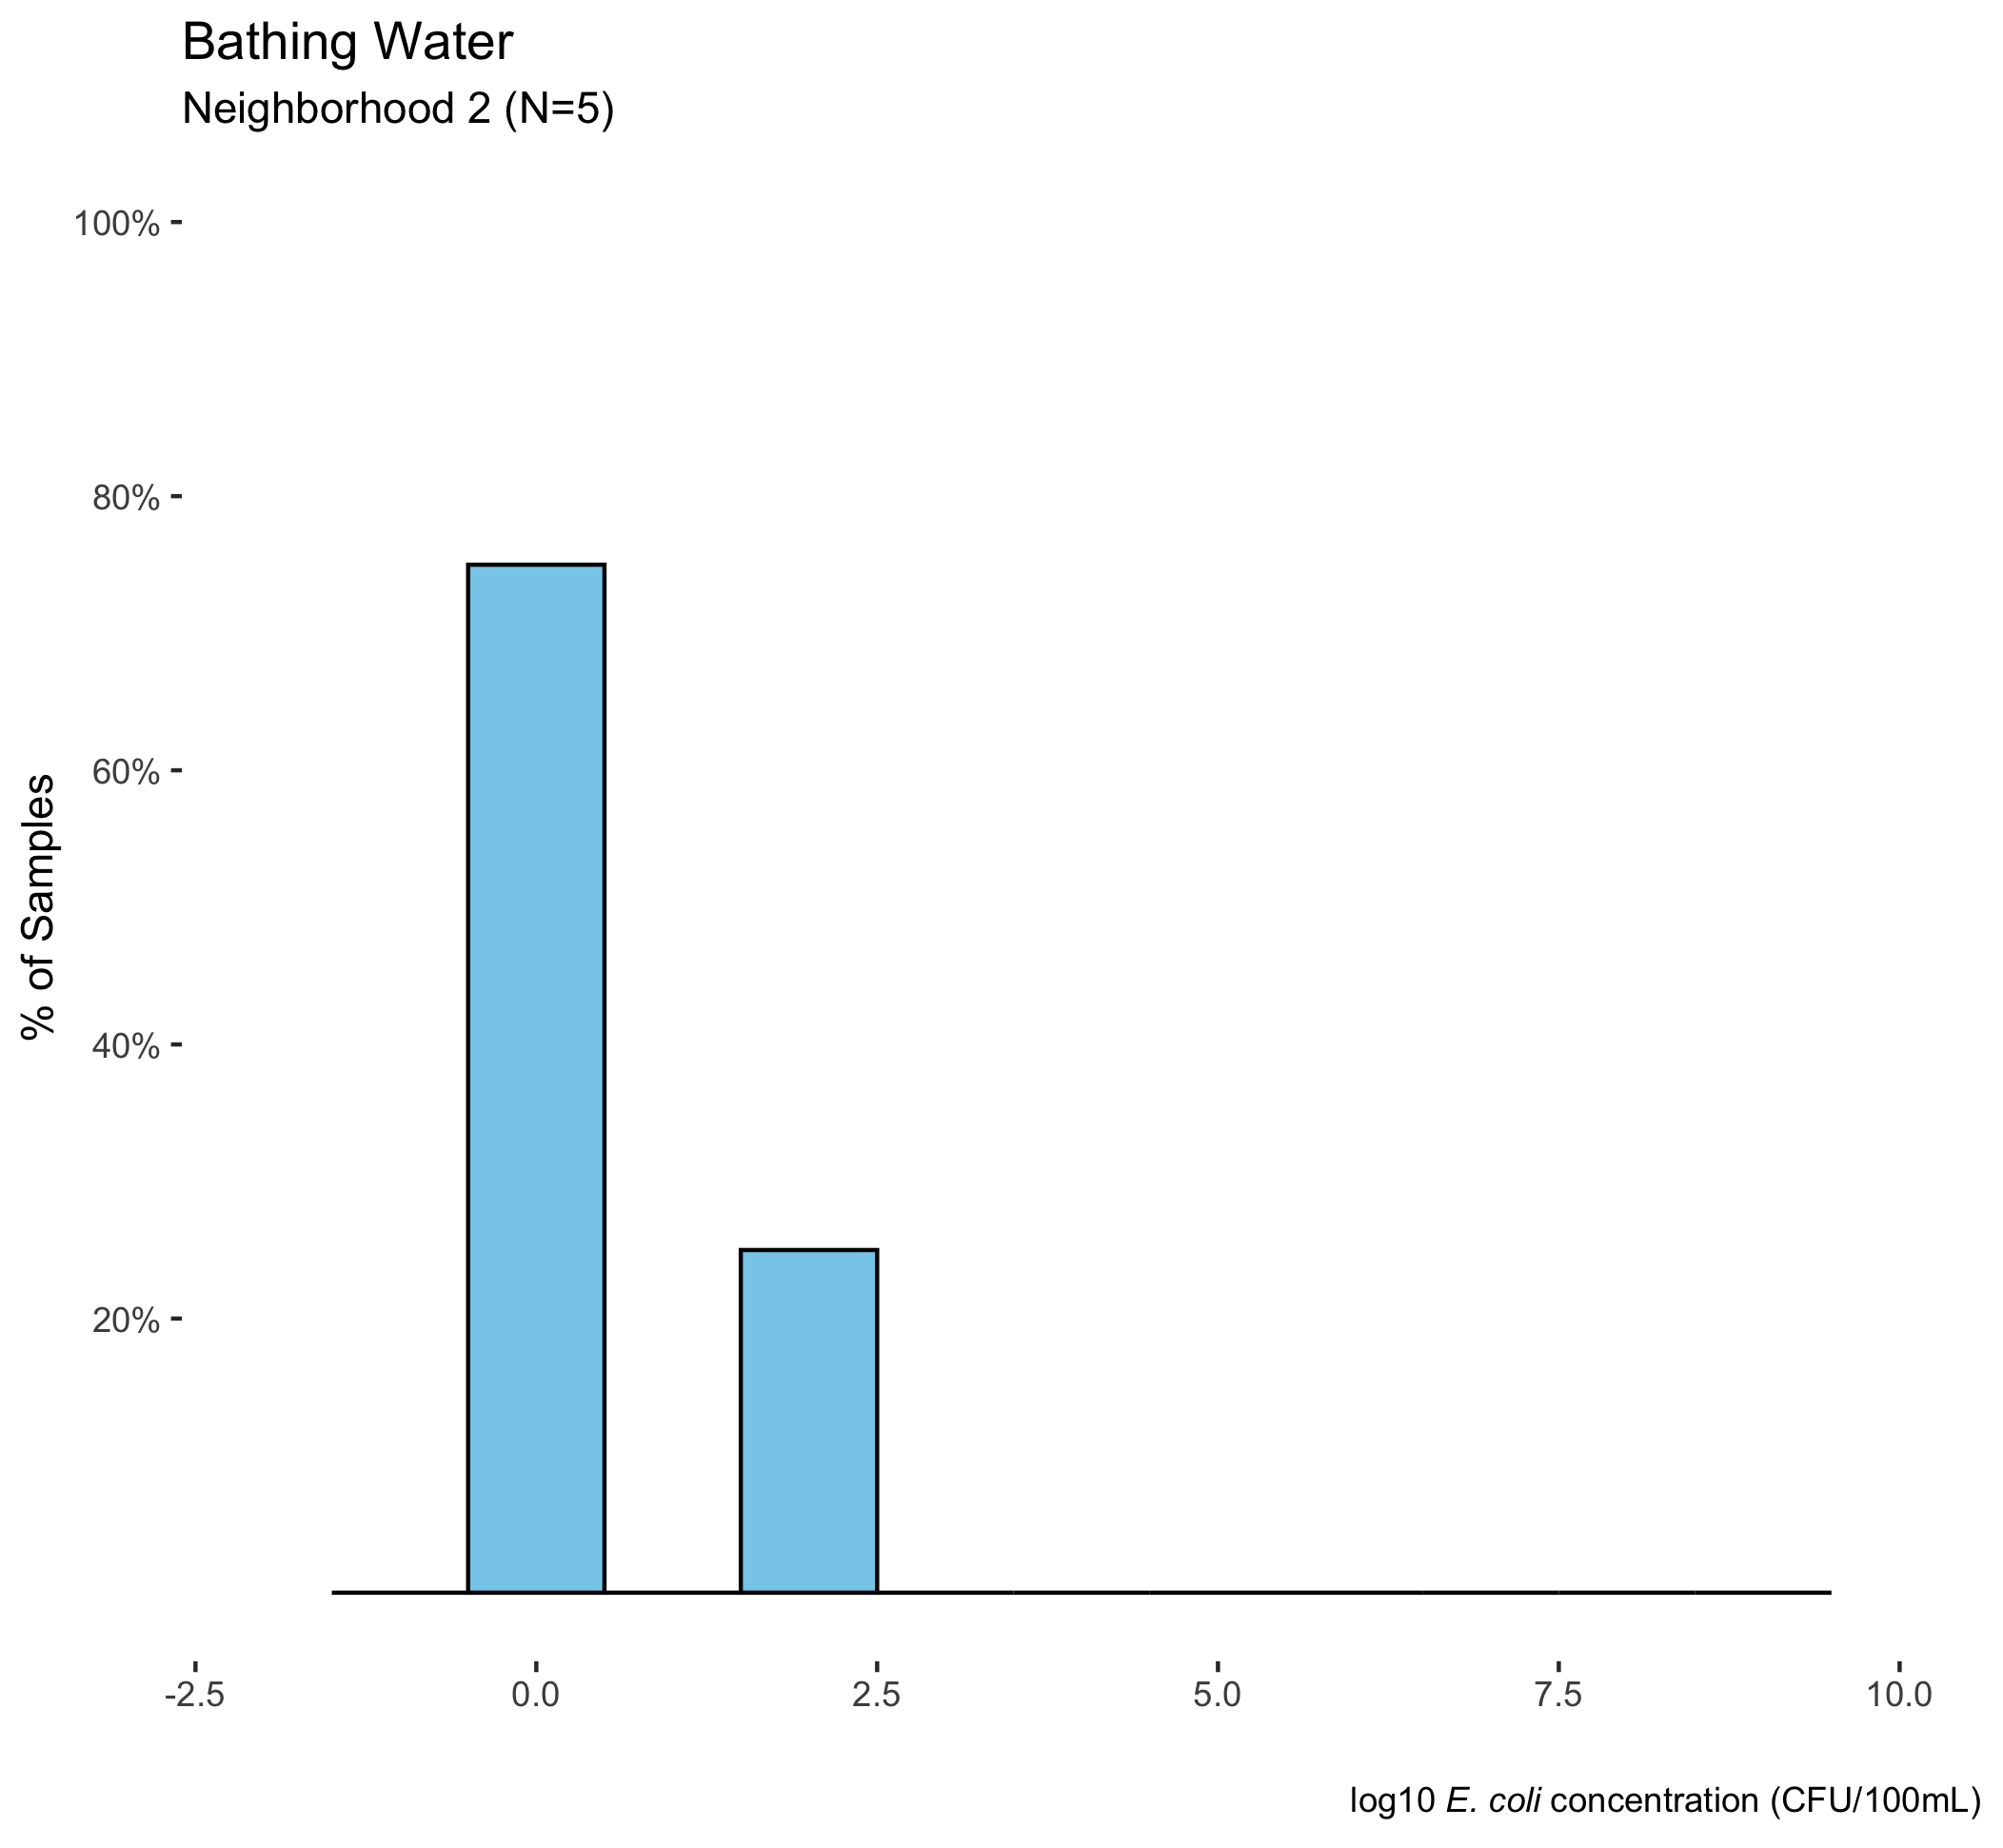 Bathing Water
Neighborhood 2 (N=5)
100%
80%
60%
40%
20%
% of Samples
-2.5 0.0 2.5 5.0 7.5 10.0
log10 E. coli concentration (CFU/100mL)